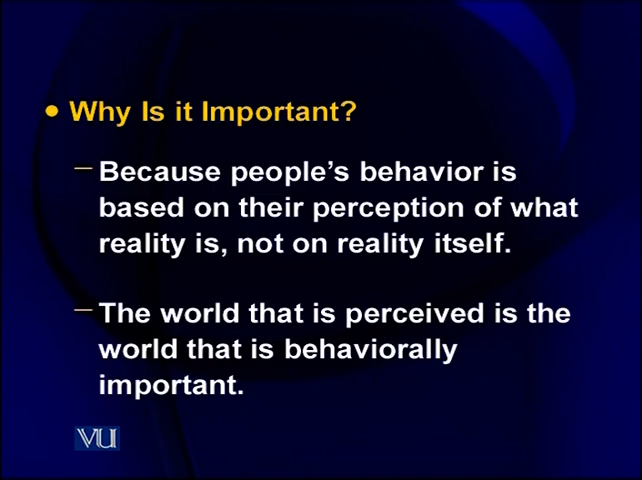 • Why Is it Important?
– Because people's behavior is
based on their perception of what
reality is, not on reality itself.
– The world that is perceived is the
world that is behaviorally
important.
VU